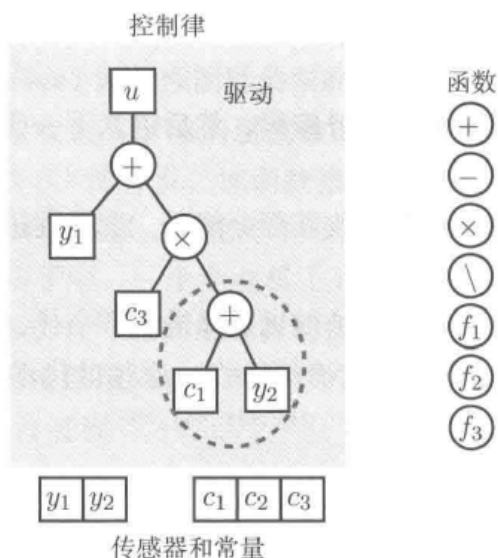 控制律
u
驱动
+
y₁
×
c₃
+
c₁ y₂
函数
+
−
×
\
f₁
f₂
f₃
y₁ y₂
c₁ c₂ c₃
传感器和常量